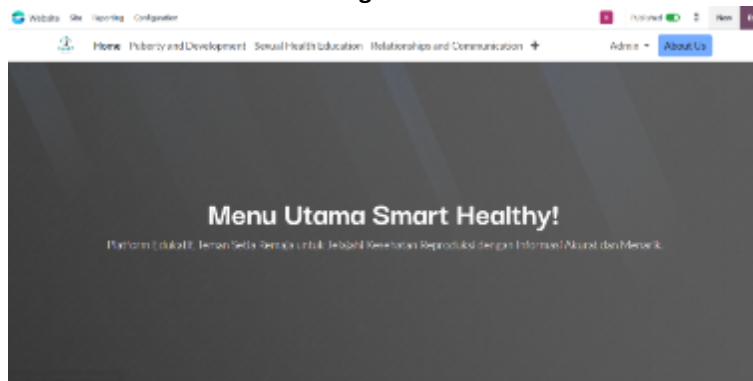 Website Site Reporting Configuration Published New
Home Puberty and Development Sexual Health Education Relationships and Communication + Admin About Us
Menu Utama Smart Healthy!
Platform Edukatif, Teman Setia Remaja untuk Jelajahi Kesehatan Reproduksi dengan Informasi Akurat dan Menarik.